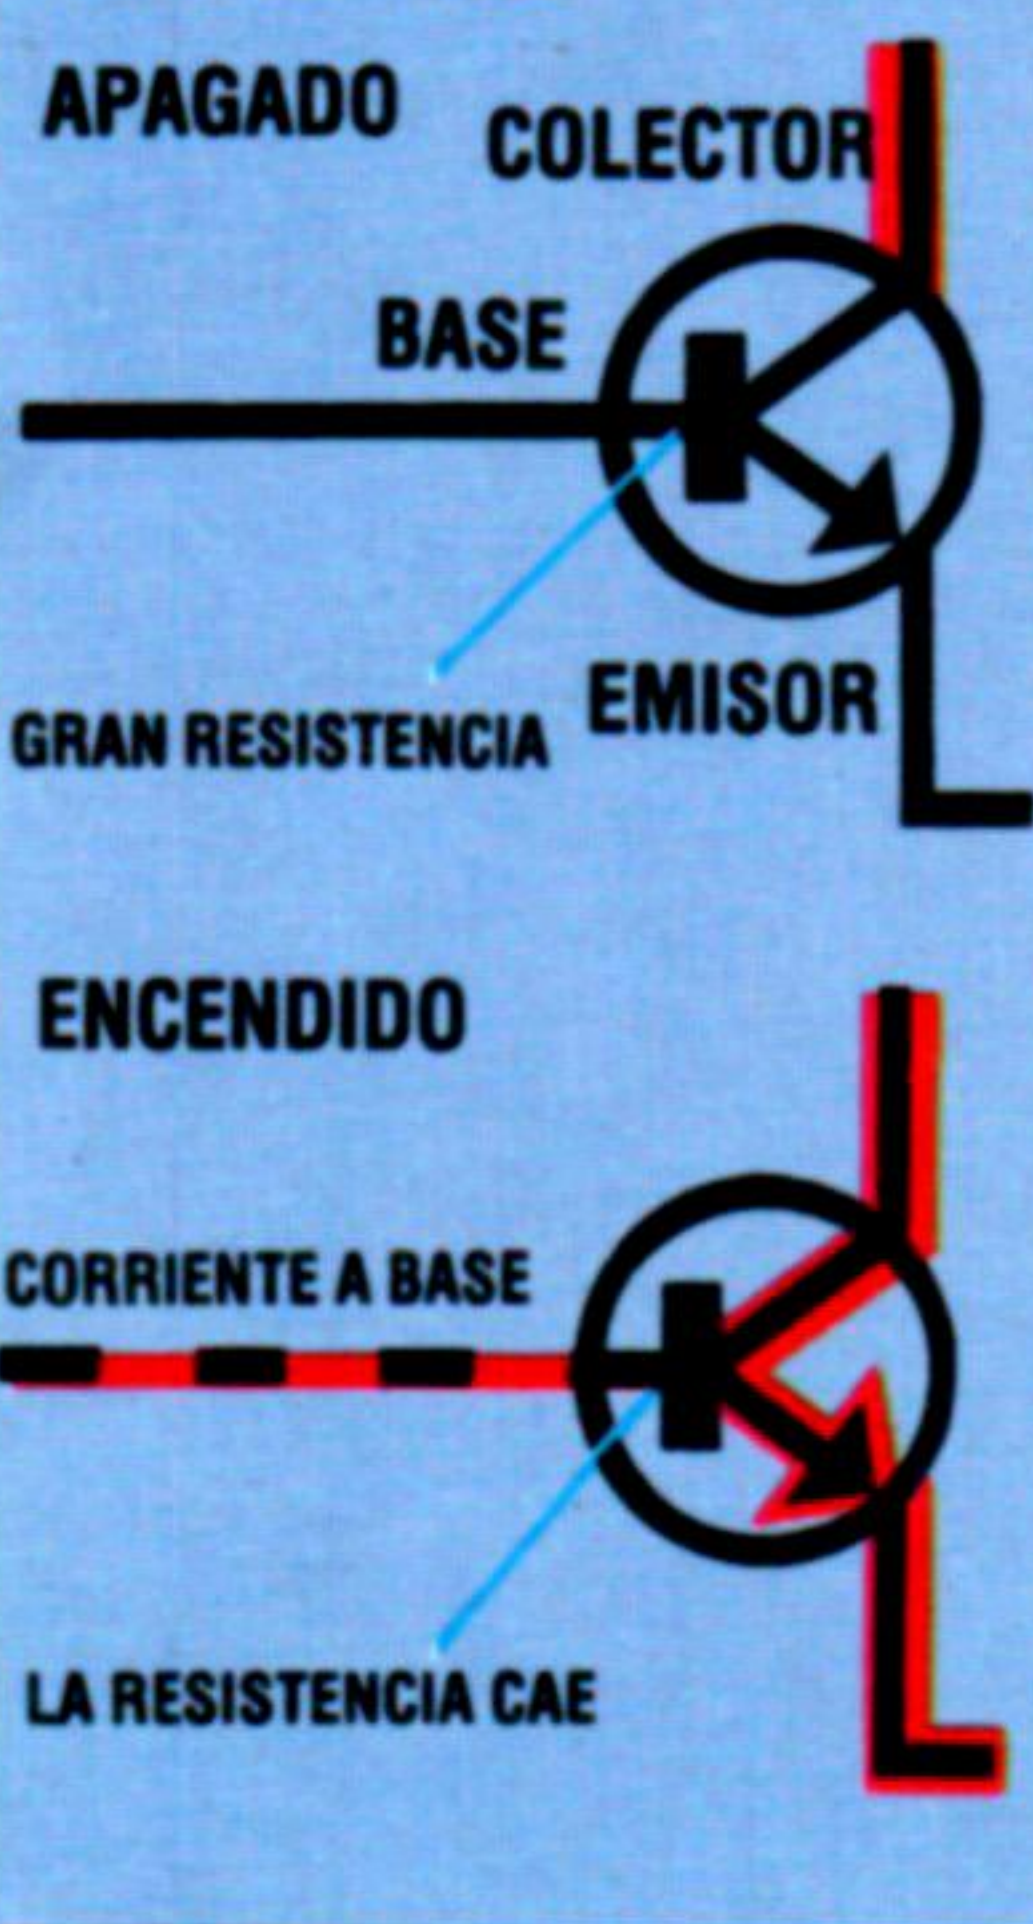 APAGADO
COLECTOR
BASE
GRAN RESISTENCIA
EMISOR
ENCENDIDO
CORRIENTE A BASE
LA RESISTENCIA CAE